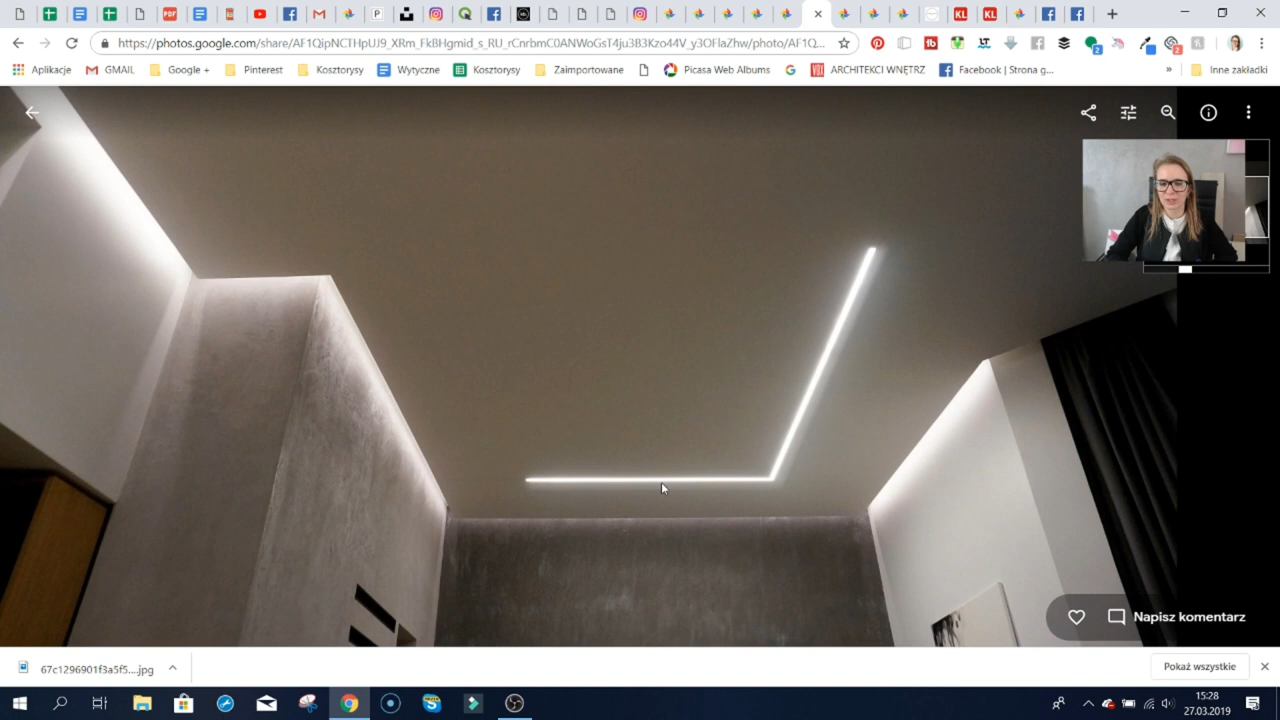 https://photos.google.com/share/AF1QipNCTHpUJ9_XRm_FkBHgmid_s_RU_rCnrbmC0ANWoGsT4ju3B3Kzo44V_y3OFlaZhw/photo/AF1Q...
Aplikacje GMAIL Google + Pinterest Kosztorysy Wytyczne Kosztorysy Zaimportowane Picasa Web Albums ARCHITEKCI WNĘTRZ Facebook | Strona g... » Inne zakładki
Napisz komentarz
67c1296901f3a5f5....jpg
Pokaż wszystkie
15:28
27.03.2019